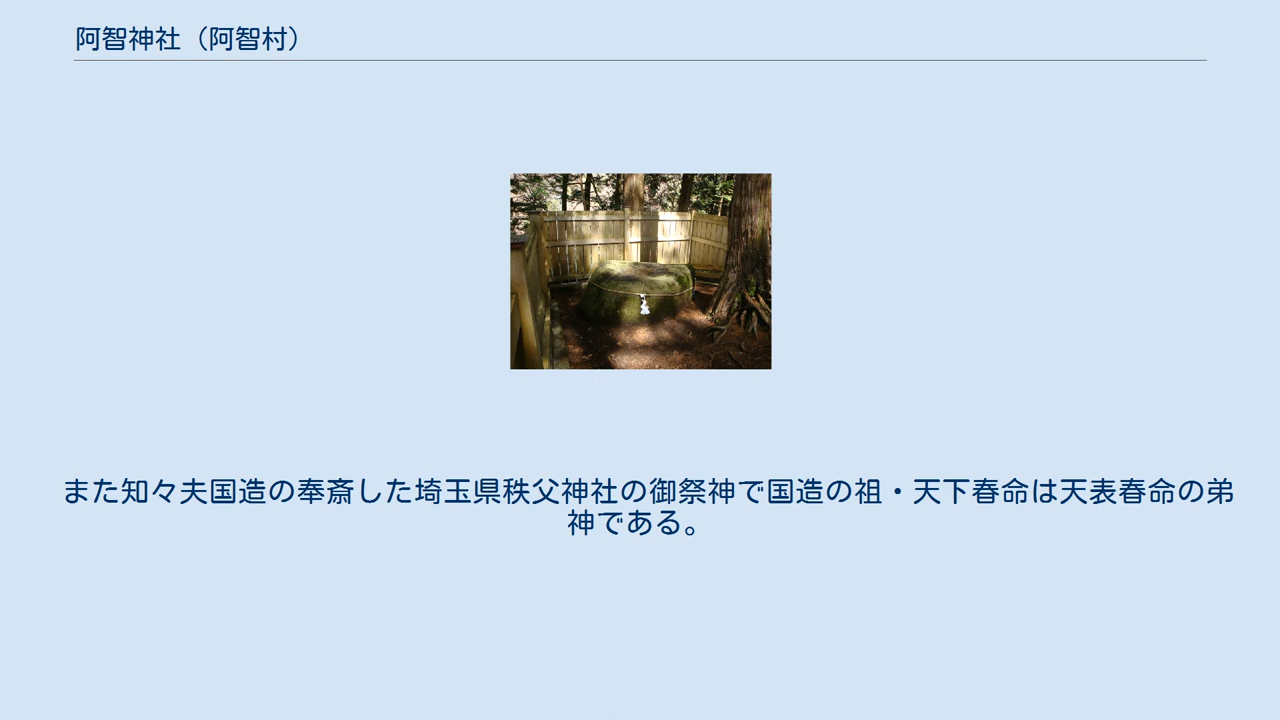 阿智神社（阿智村）
また知々夫国造の奉斎した埼玉県秩父神社の御祭神で国造の祖・天下春命は天表春命の弟
神である。